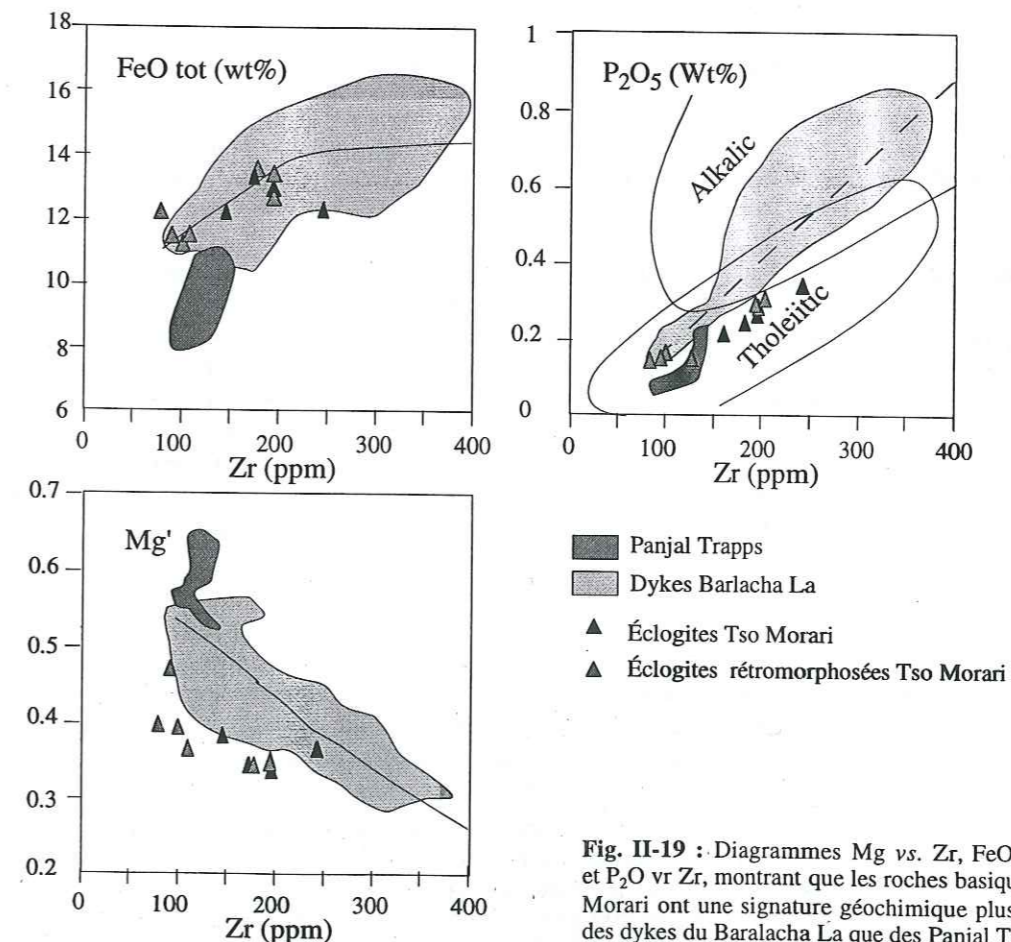 18
16
14
12
10
8
6
FeO tot (wt%)
0 100 200 300 400
Zr (ppm)
1
0.8
0.6
0.4
0.2
0
P₂O₅ (Wt%)
Alkalic
Tholeiitic
0 100 200 300 400
Zr (ppm)
0.7
0.6
0.5
0.4
0.3
0.2
Mg'
0 100 200 300 400
Zr (ppm)
Panjal Trapps
Dykes Barlacha La
Éclogites Tso Morari
Éclogites rétromorphosées Tso Morari
Fig. II-19 : Diagrammes Mg vs. Zr, FeO
et P₂O vr Zr, montrant que les roches basiqu
Morari ont une signature géochimique plus
des dykes du Baralacha La que des Panjal T